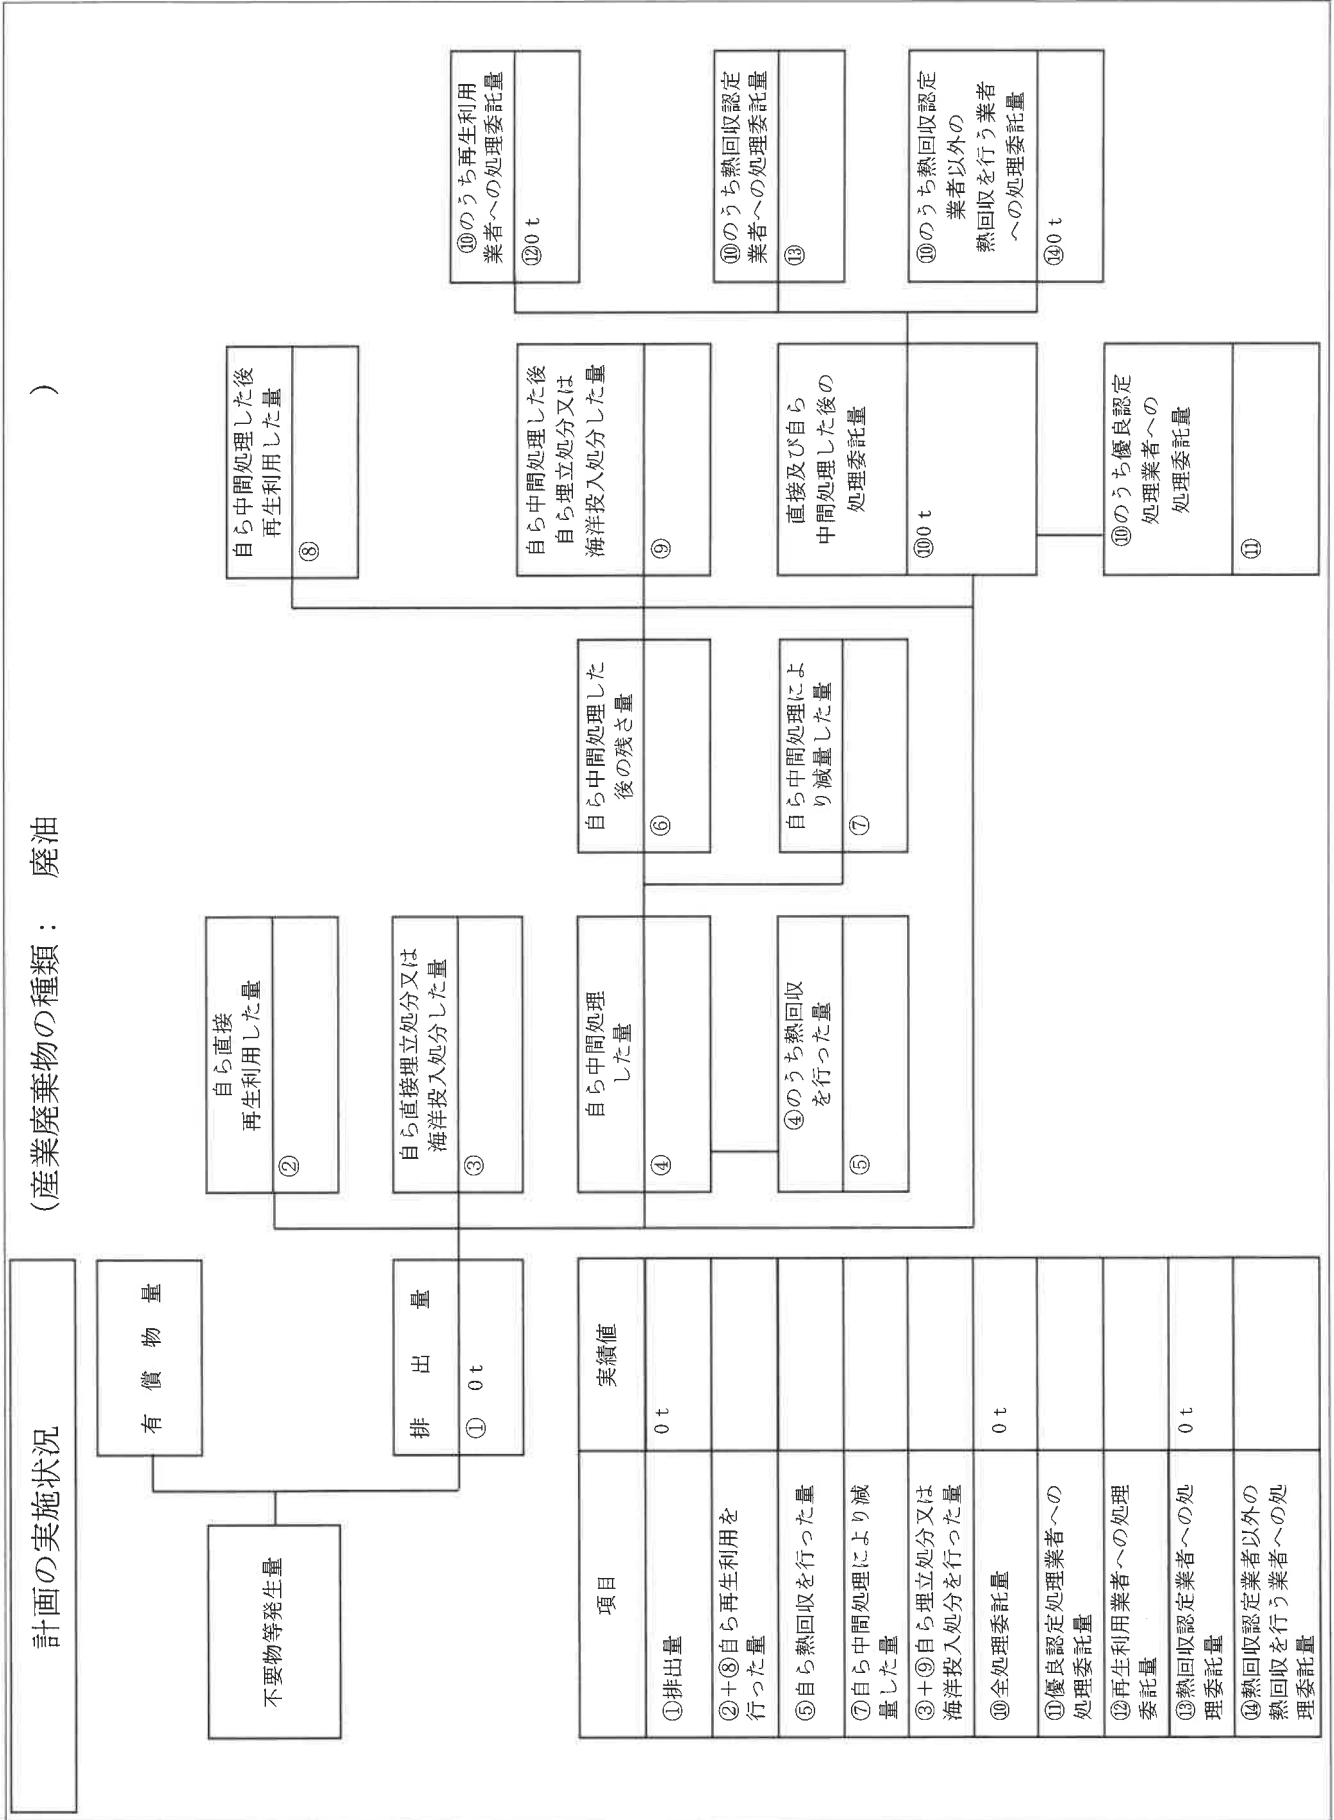 計画の実施状況
(産業廃棄物の種類： 廃油 )
不要物等発生量
有償物量
排出量
① 0ｔ
自ら直接
再生利用した量
②
自ら直接埋立処分又は
海洋投入処分した量
③
自ら中間処理
した量
④
④のうち熱回収
を行った量
⑤
自ら中間処理した
後の残さ量
⑥
自ら中間処理によ
り減量した量
⑦
自ら中間処理した後
再生利用した量
⑧
自ら中間処理した後
自ら埋立処分又は
海洋投入処分した量
⑨
直接及び自ら
中間処理した後の
処理委託量
⑩0ｔ
⑩のうち優良認定
処理業者への
処理委託量
⑪
⑩のうち再生利用
業者への処理委託量
⑫0ｔ
⑩のうち熱回収認定
業者への処理委託量
⑬
⑩のうち熱回収認定
業者以外の
熱回収を行う業者
への処理委託量
⑭0ｔ
項目 実績値
①排出量 0ｔ
②+⑧自ら再生利用を
行った量
⑤自ら熱回収を行った量
⑦自ら中間処理により減
量した量
③+⑨自ら埋立処分又は
海洋投入処分を行った量
⑩全処理委託量 0ｔ
⑪優良認定処理業者への
処理委託量
⑫再生利用業者への処理
委託量
⑬熱回収認定業者への処
理委託量 0ｔ
⑭熱回収認定業者以外の
熱回収を行う業者への処
理委託量